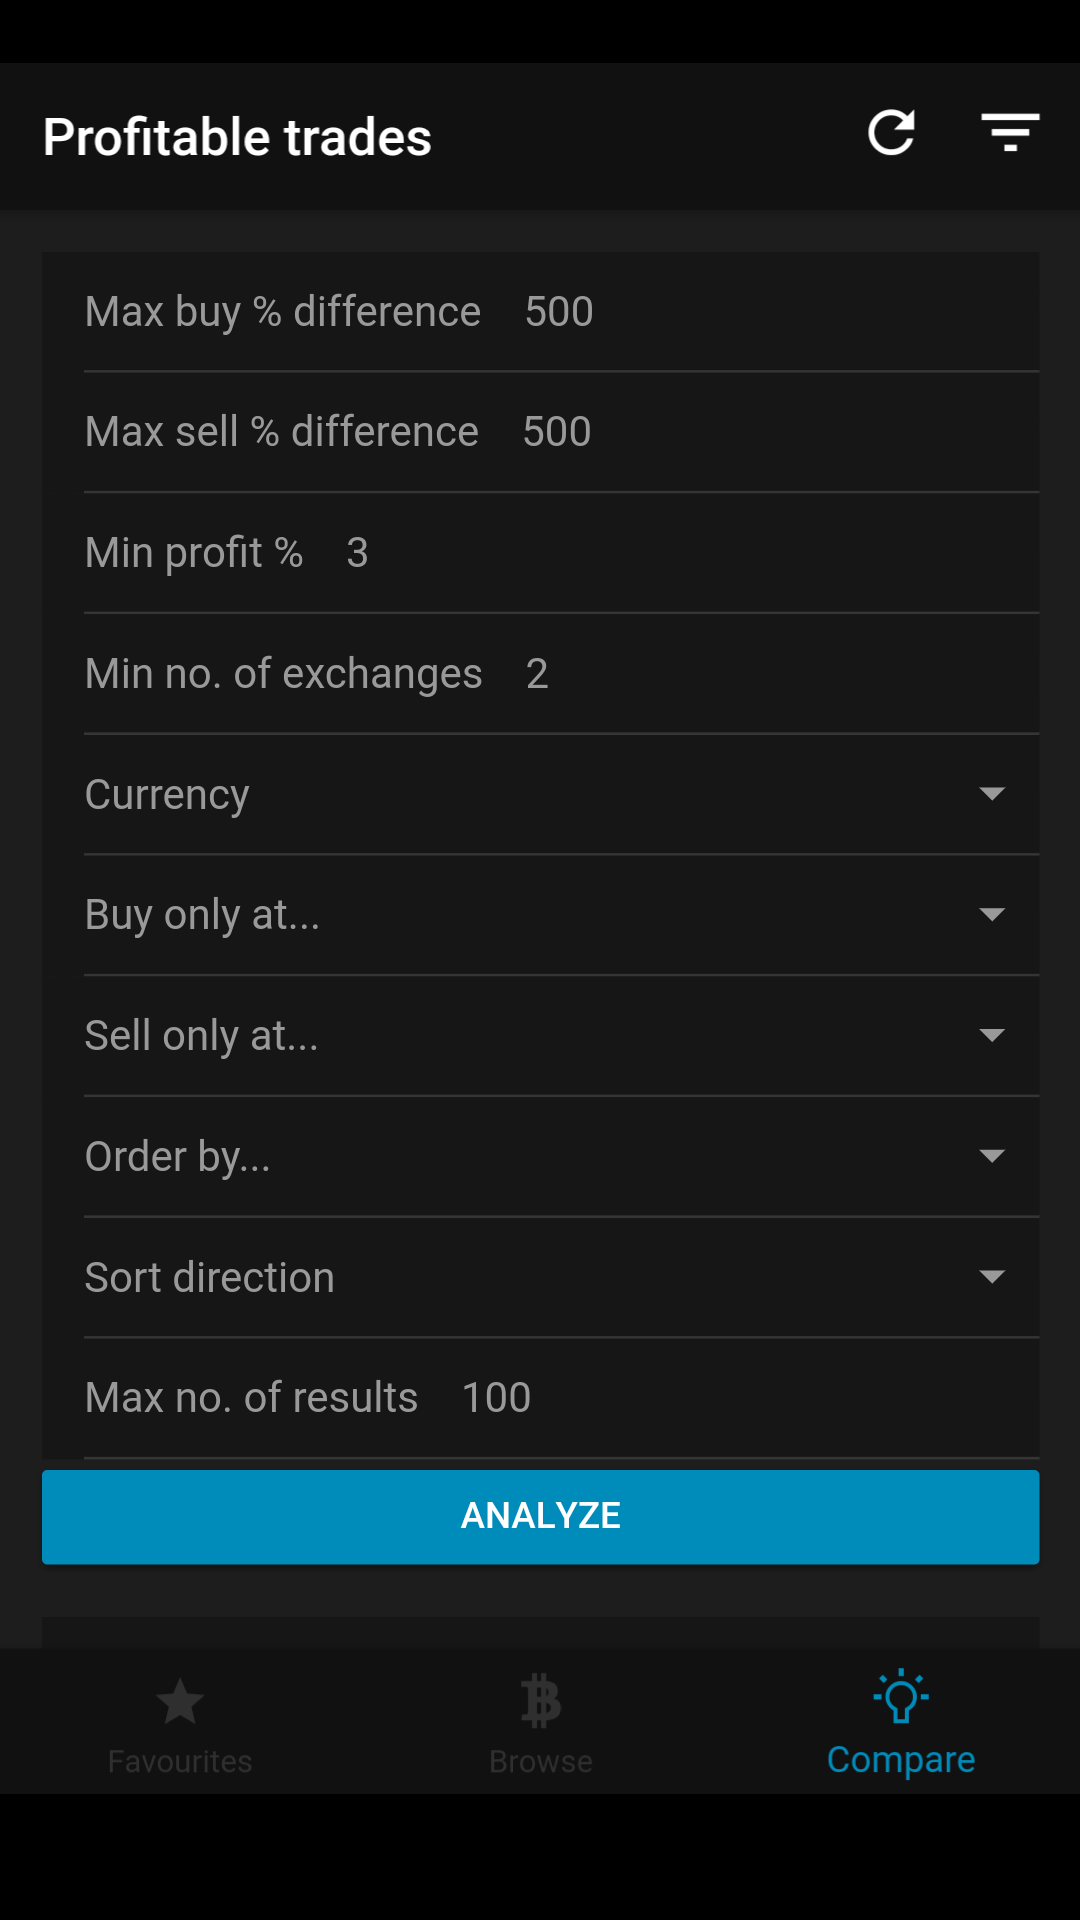 Profitable trades
Max buy % difference 500
Max sell % difference 500
Min profit % 3
Min no. of exchanges 2
Currency
Buy only at...
Sell only at...
Order by...
Sort direction
Max no. of results 100
ANALYZE
Favourites Browse Compare